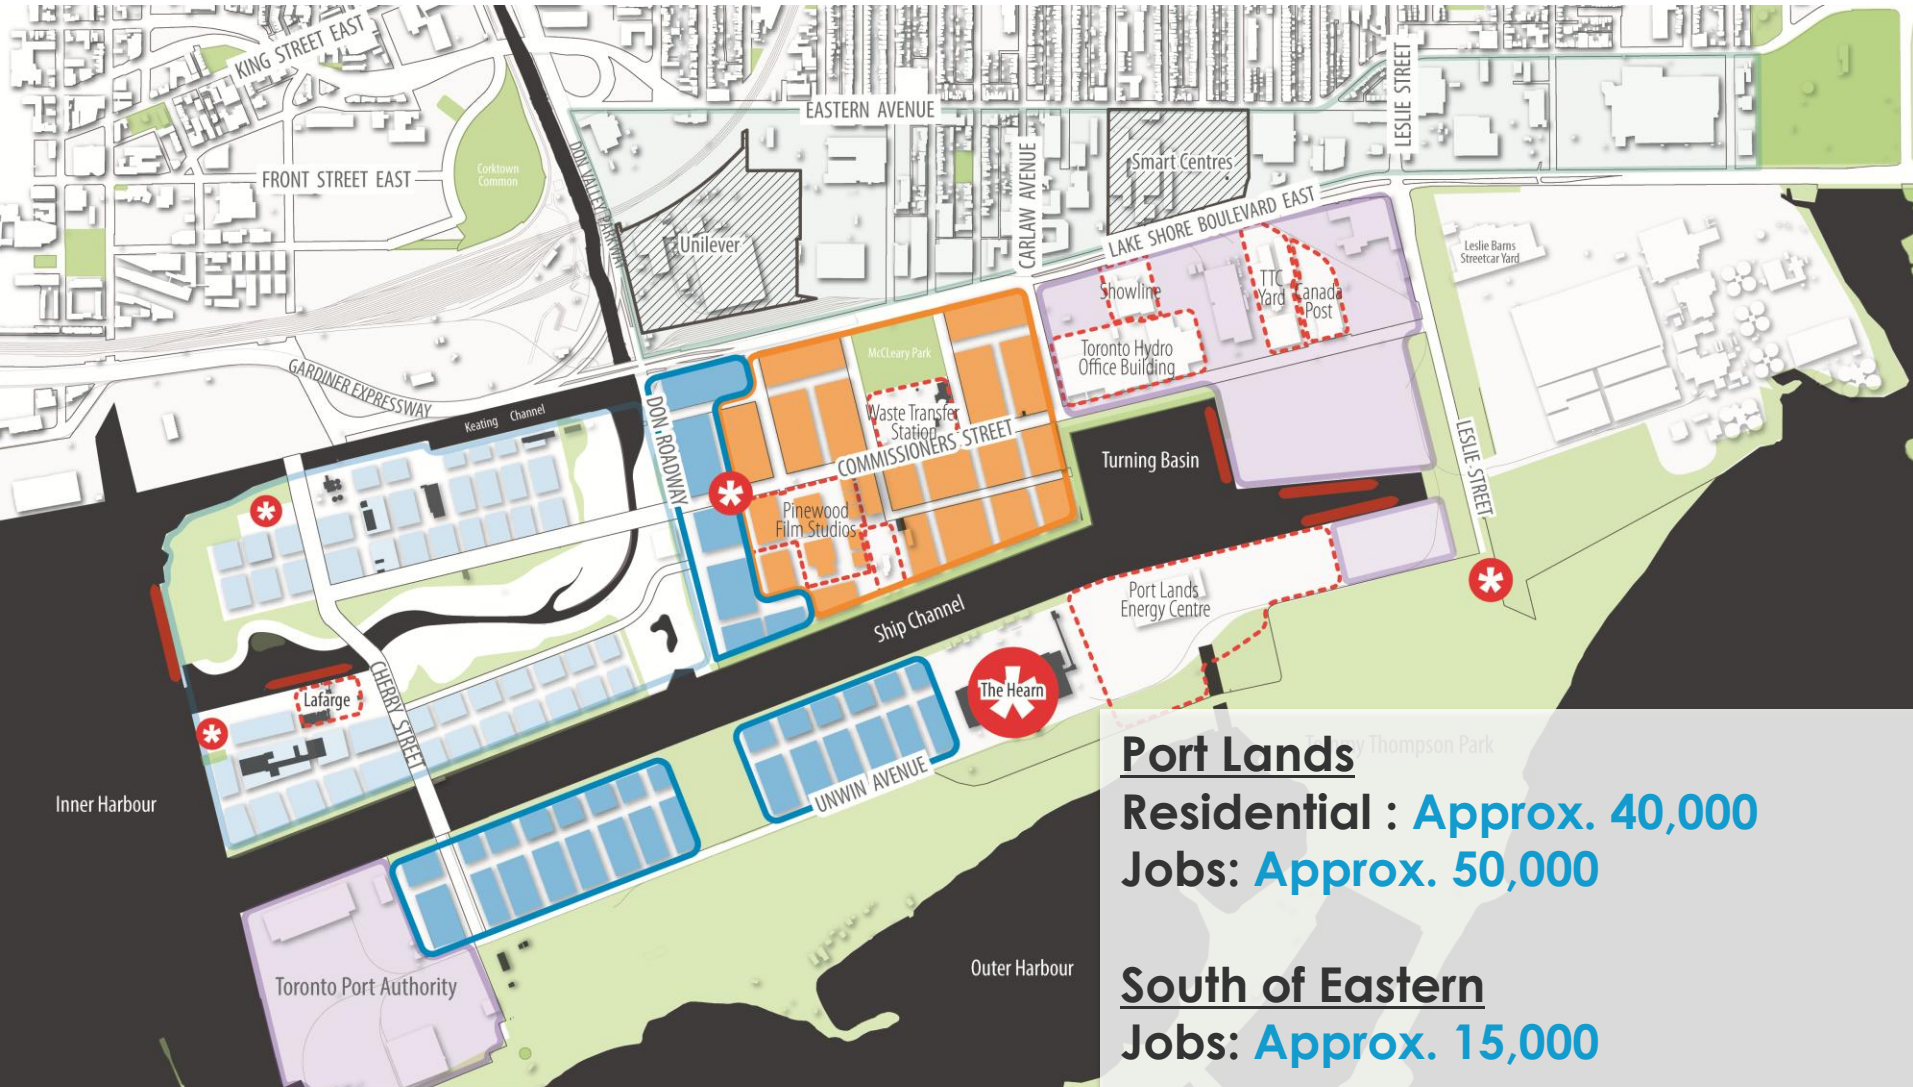 KING STREET EAST
EASTERN AVENUE
LESLIE STREET
FRONT STREET EAST
Corktown
Common
DON VALLEY PARKWAY
Unilever
CARLAW AVENUE
Smart Centres
LAKE SHORE BOULEVARD EAST
Leslie Barns
Streetcar Yard
Showline
TTC
Yard
Canada
Post
Toronto Hydro
Office Building
McCleary Park
GARDINER EXPRESSWAY
Keating Channel
DON ROADWAY
Waste Transfer
Station
COMMISSIONERS STREET
Turning Basin
LESLIE STREET
Pinewood
Film Studios
Port Lands
Energy Centre
Ship Channel
The Hearn
Lafarge
CHERRY STREET
UNWIN AVENUE
Inner Harbour
Toronto Port Authority
Outer Harbour
Tommy Thompson Park
Port Lands
Residential : Approx. 40,000
Jobs: Approx. 50,000
South of Eastern
Jobs: Approx. 15,000